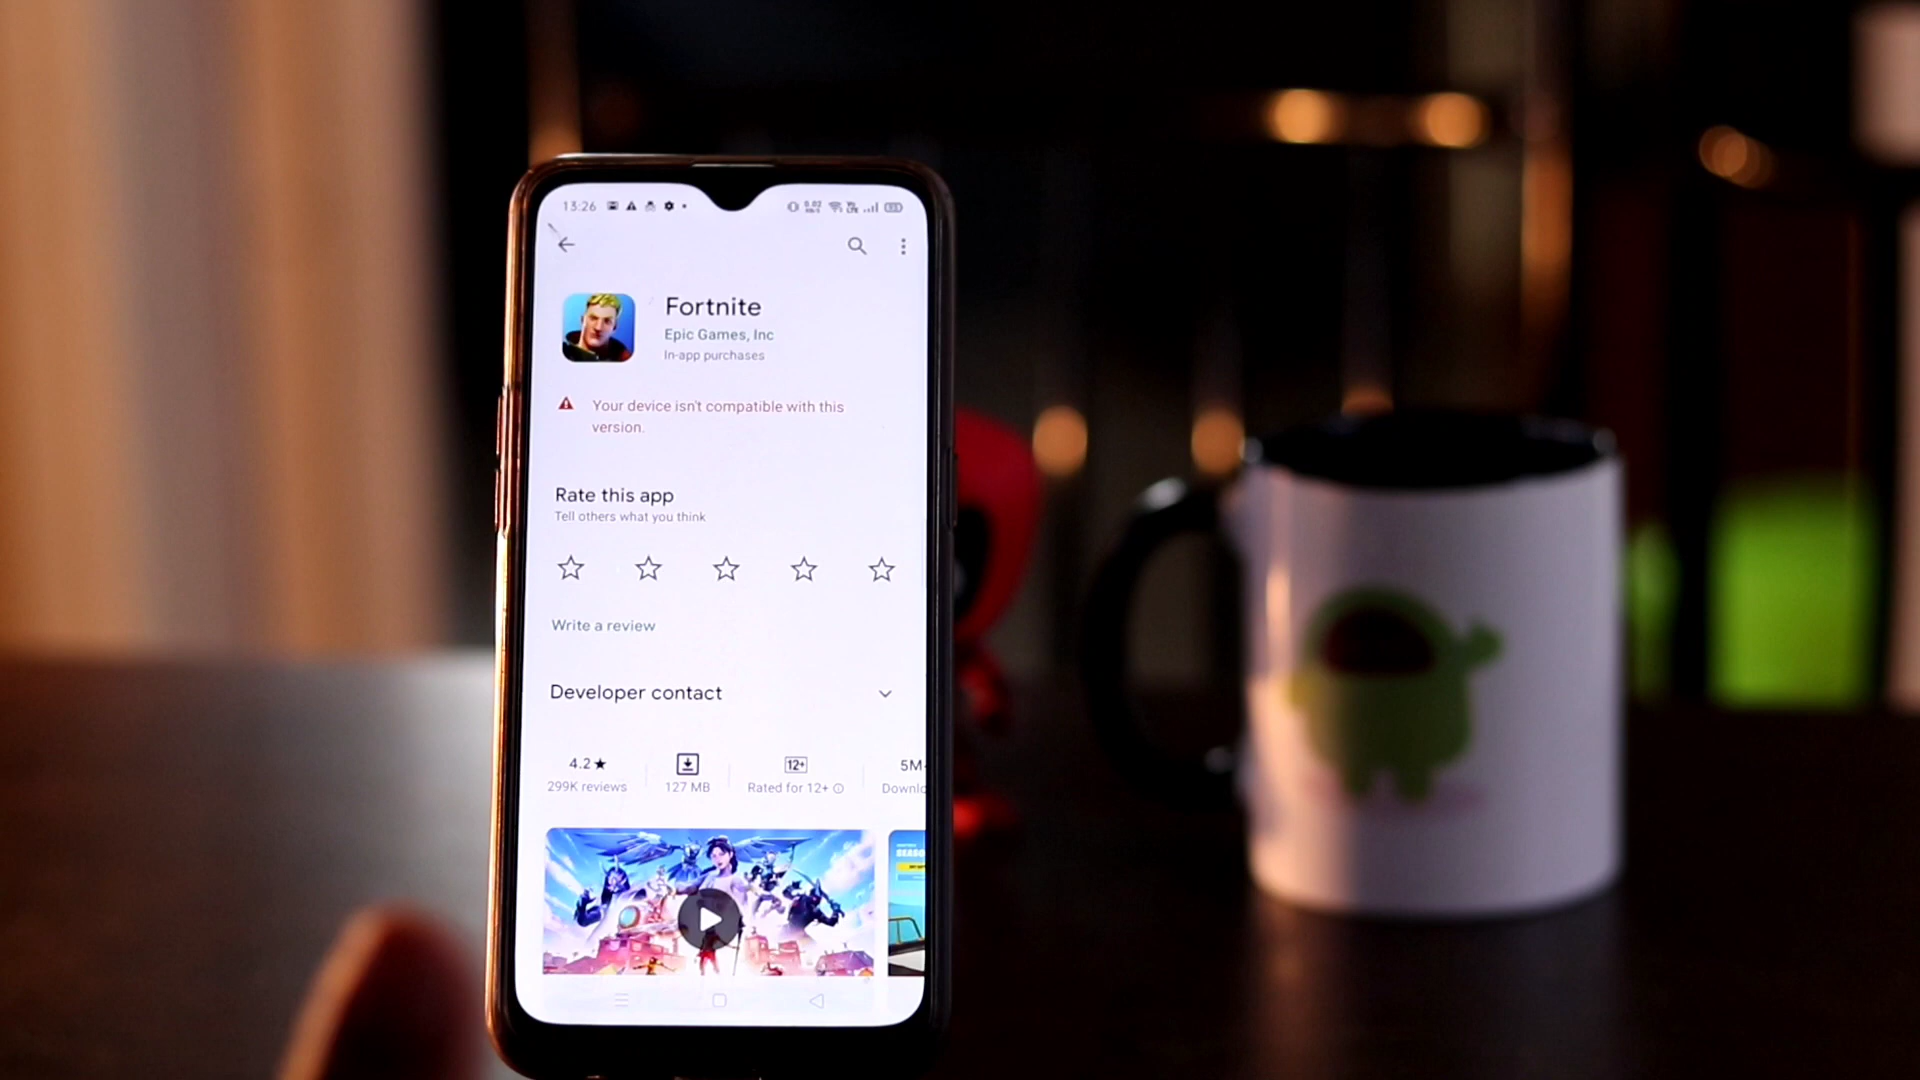 13:26
Fortnite
Epic Games, Inc
In-app purchases
Your device isn't compatible with this
version.
Rate this app
Tell others what you think
Write a review
Developer contact
4.2★ 127 MB 12+ 5M
299K reviews Rated for 12+ Downlo